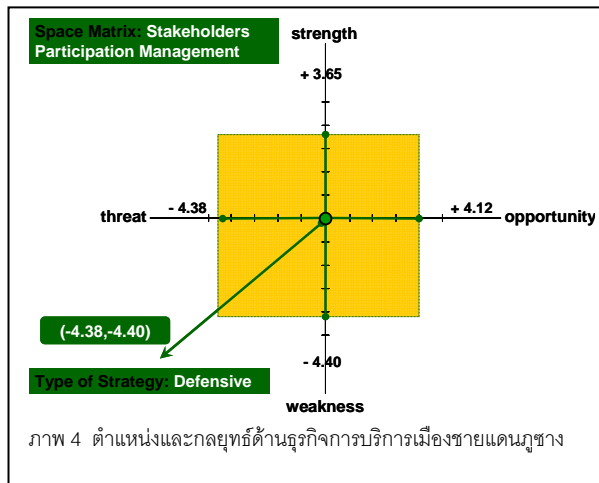 Space Matrix: Stakeholders
Participation Management
strength
+ 3.65
threat
- 4.38
+ 4.12
opportunity
(-4.38,-4.40)
- 4.40
Type of Strategy: Defensive
weakness
ภาพ 4 ตำแหน่งและกลยุทธ์ด้านธุรกิจการบริการเมืองชายแดนภูซาง